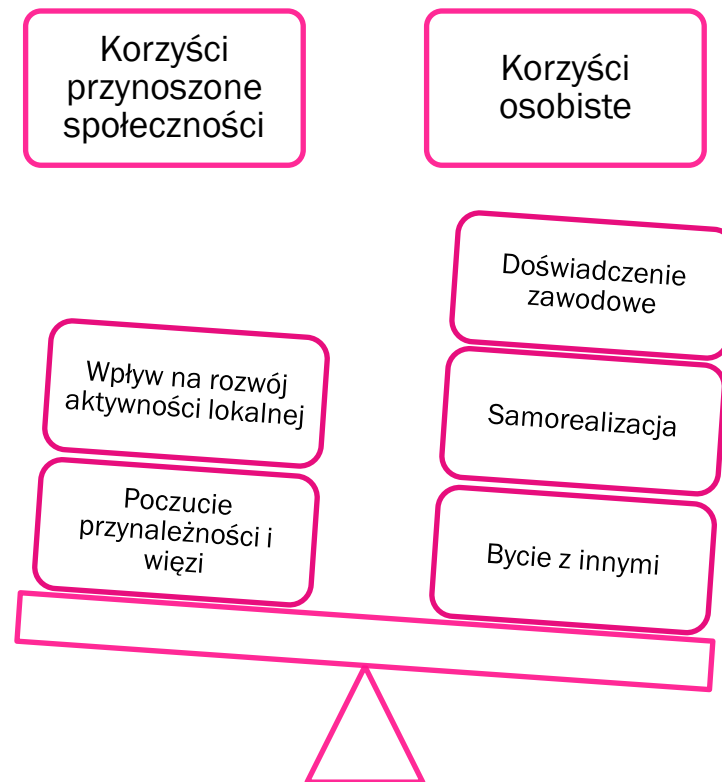 Korzyści
przynoszone
społeczności
Korzyści
osobiste
Wpływ na rozwój
aktywności lokalnej
Poczucie
przynależności i
więzi
Doświadczenie
zawodowe
Samorealizacja
Bycie z innymi